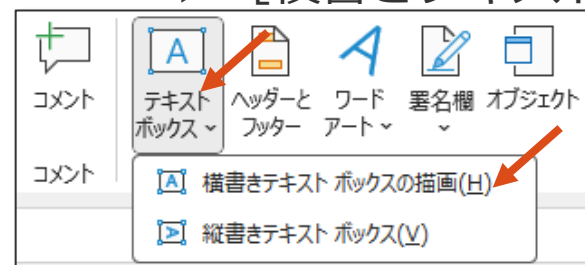 コメント
テキスト ボックス
ヘッダーと フッター
ワード アート
署名欄
オブジェクト
コメント
横書きテキスト ボックスの描画(H)
縦書きテキスト ボックス(V)